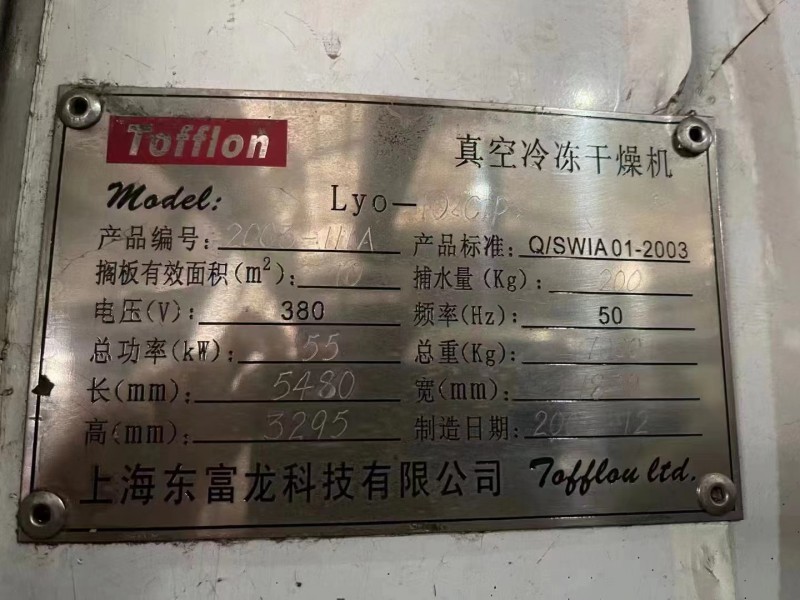 Tofflon 真空冷冻干燥机
Model: Lyo-
产品编号: 产品标准: Q/SWIA01-2003
搁板有效面积(m²): 10 捕水量(Kg): 200
电压(V): 380 频率(Hz): 50
总功率(kW): 55 总重(Kg):
长(mm): 5480 宽(mm):
高(mm): 3295 制造日期:
上海东富龙科技有限公司 Tofflon ltd.